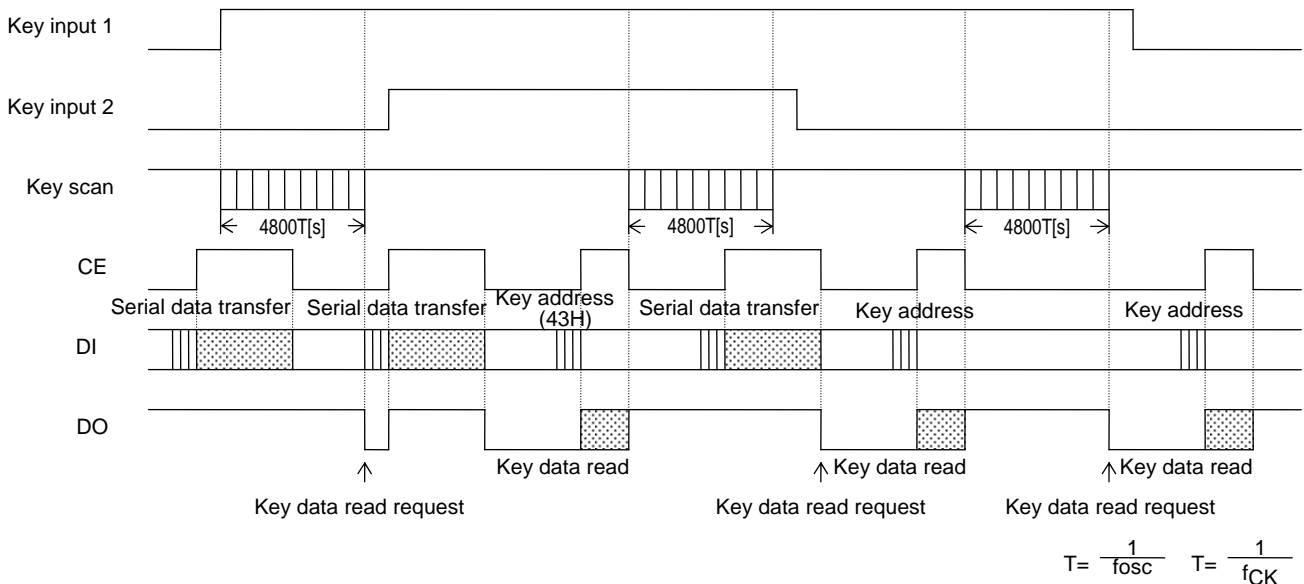 Key input 1
Key input 2
Key scan
4800T[s] 4800T[s] 4800T[s]
CE
Serial data transfer Serial data transfer Key address (43H) Serial data transfer Key address Key address
DI
DO
Key data read Key data read Key data read
Key data read request Key data read request Key data read request
T= 1/fosc T= 1/fCK